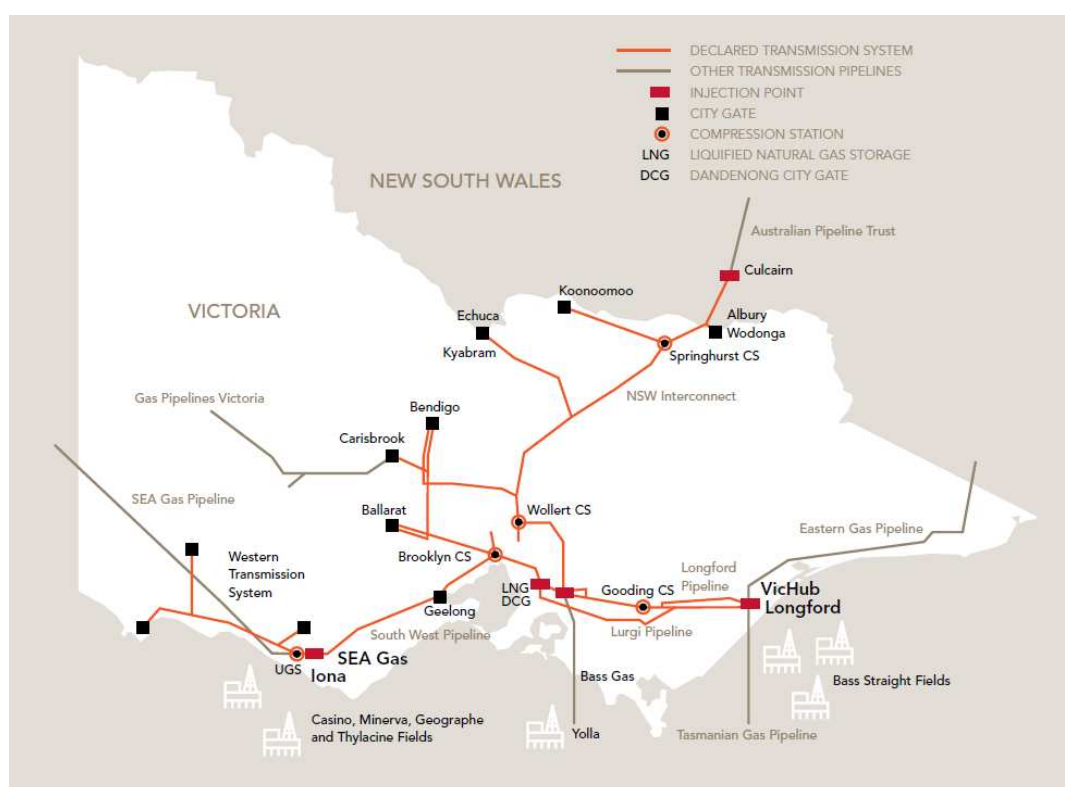 DECLARED TRANSMISSION SYSTEM
OTHER TRANSMISSION PIPELINES
INJECTION POINT
CITY GATE
COMPRESSION STATION
LNG LIQUIFIED NATURAL GAS STORAGE
DCG DANDENONG CITY GATE
NEW SOUTH WALES
Australian Pipeline Trust
Culcairn
Koonoomoo
VICTORIA
Echuca
Albury
Wodonga
Kyabram
Springhurst CS
NSW Interconnect
Gas Pipelines Victoria
Bendigo
Carisbrook
SEA Gas Pipeline
Ballarat
Wollert CS
Eastern Gas Pipeline
Western
Transmission
System
Brooklyn CS
Longford
Pipeline
LNG
DCG
Gooding CS
VicHub
Longford
Geelong
South West Pipeline
Lurgi Pipeline
SEA Gas
UGS
Iona
Bass Gas
Bass Straight Fields
Casino, Minerva, Geographe
and Thylacine Fields
Yolla
Tasmanian Gas Pipeline